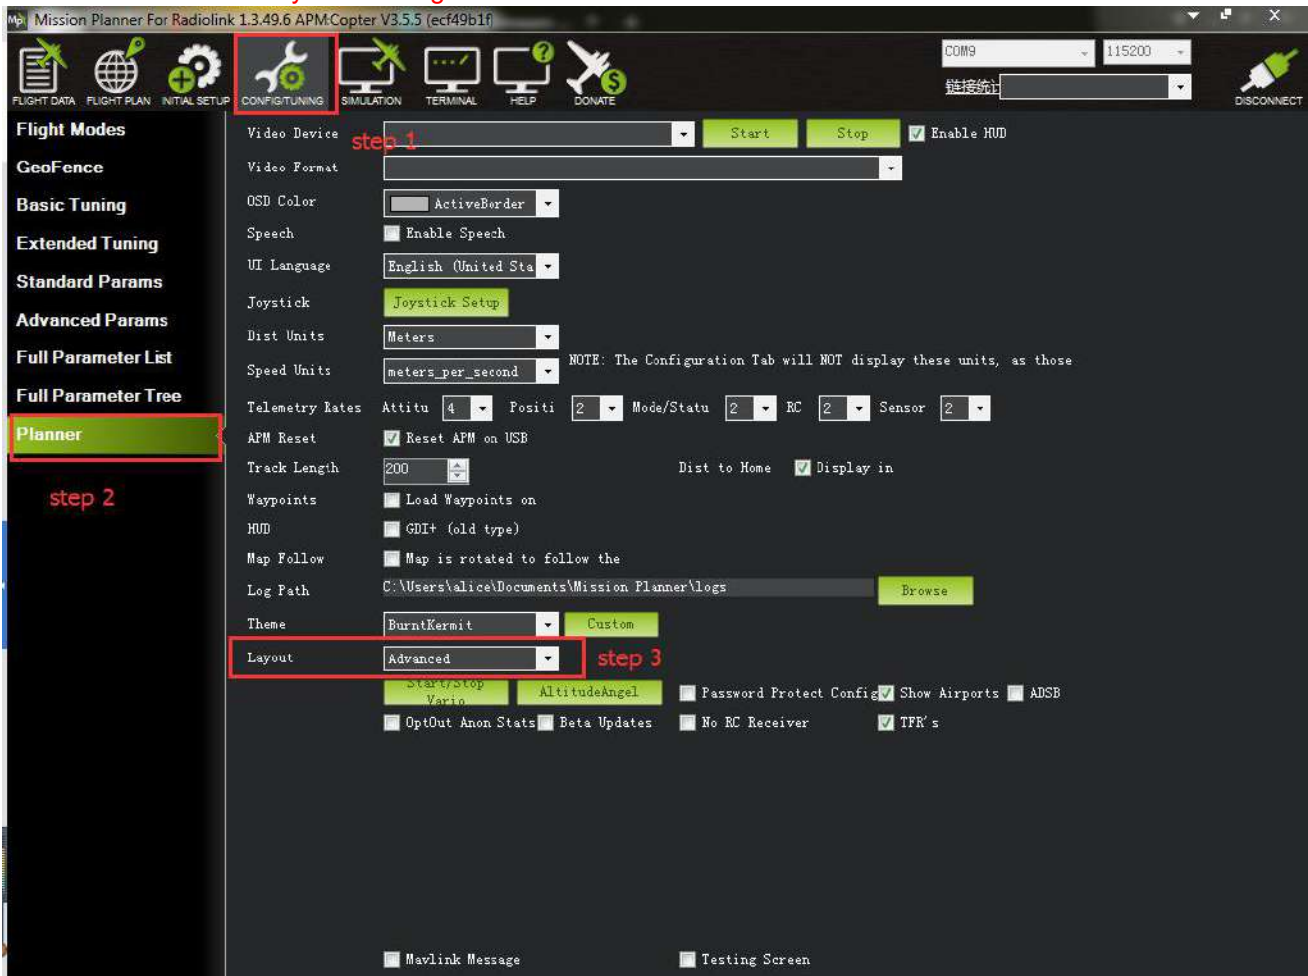 Mission Planner For Radiolink 1.3.49.6 APM:Copter V3.5.5 (ecf49b1f)
FLIGHT DATA FLIGHT PLAN INITIAL SETUP CONFIG/TUNING SIMULATION TERMINAL HELP DONATE
COM9 115200
链接统计
DISCONNECT
Flight Modes
GeoFence
Basic Tuning
Extended Tuning
Standard Params
Advanced Params
Full Parameter List
Full Parameter Tree
Planner
step 2
step 1
Video Device Start Stop Enable HUD
Video Format
OSD Color ActiveBorder
Speech Enable Speech
UI Language English (United Sta
Joystick Joystick Setup
Dist Units Meters
NOTE: The Configuration Tab will NOT display these units, as those
Speed Units meters_per_second
Telemetry Rates Attitu 4 Positi 2 Mode/Statu 2 RC 2 Sensor 2
APM Reset Reset APM on USB
Track Length 200 Dist to Home Display in
Waypoints Load Waypoints on
HUD GDI+ (old type)
Map Follow Map is rotated to follow the
Log Path C:\Users\alice\Documents\Mission Planner\logs Browse
Theme BurntKermit Custom
Layout Advanced step 3
Start/Stop Vario AltitudeAngel Password Protect Config Show Airports ADSB
OptOut Anon Stats Beta Updates No RC Receiver TFR's
Mavlink Message Testing Screen